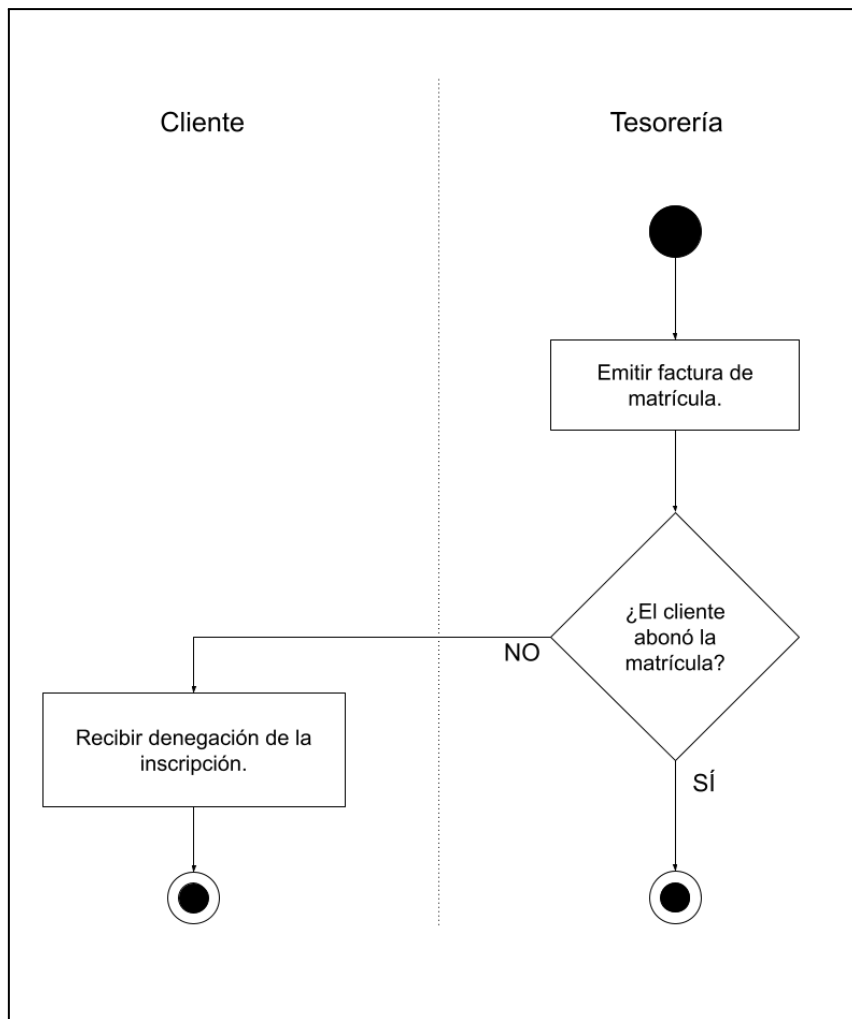 Cliente
Tesorería
Emitir factura de
matrícula.
¿El cliente
abonó la
matrícula?
NO
Recibir denegación de la
inscripción.
SÍ